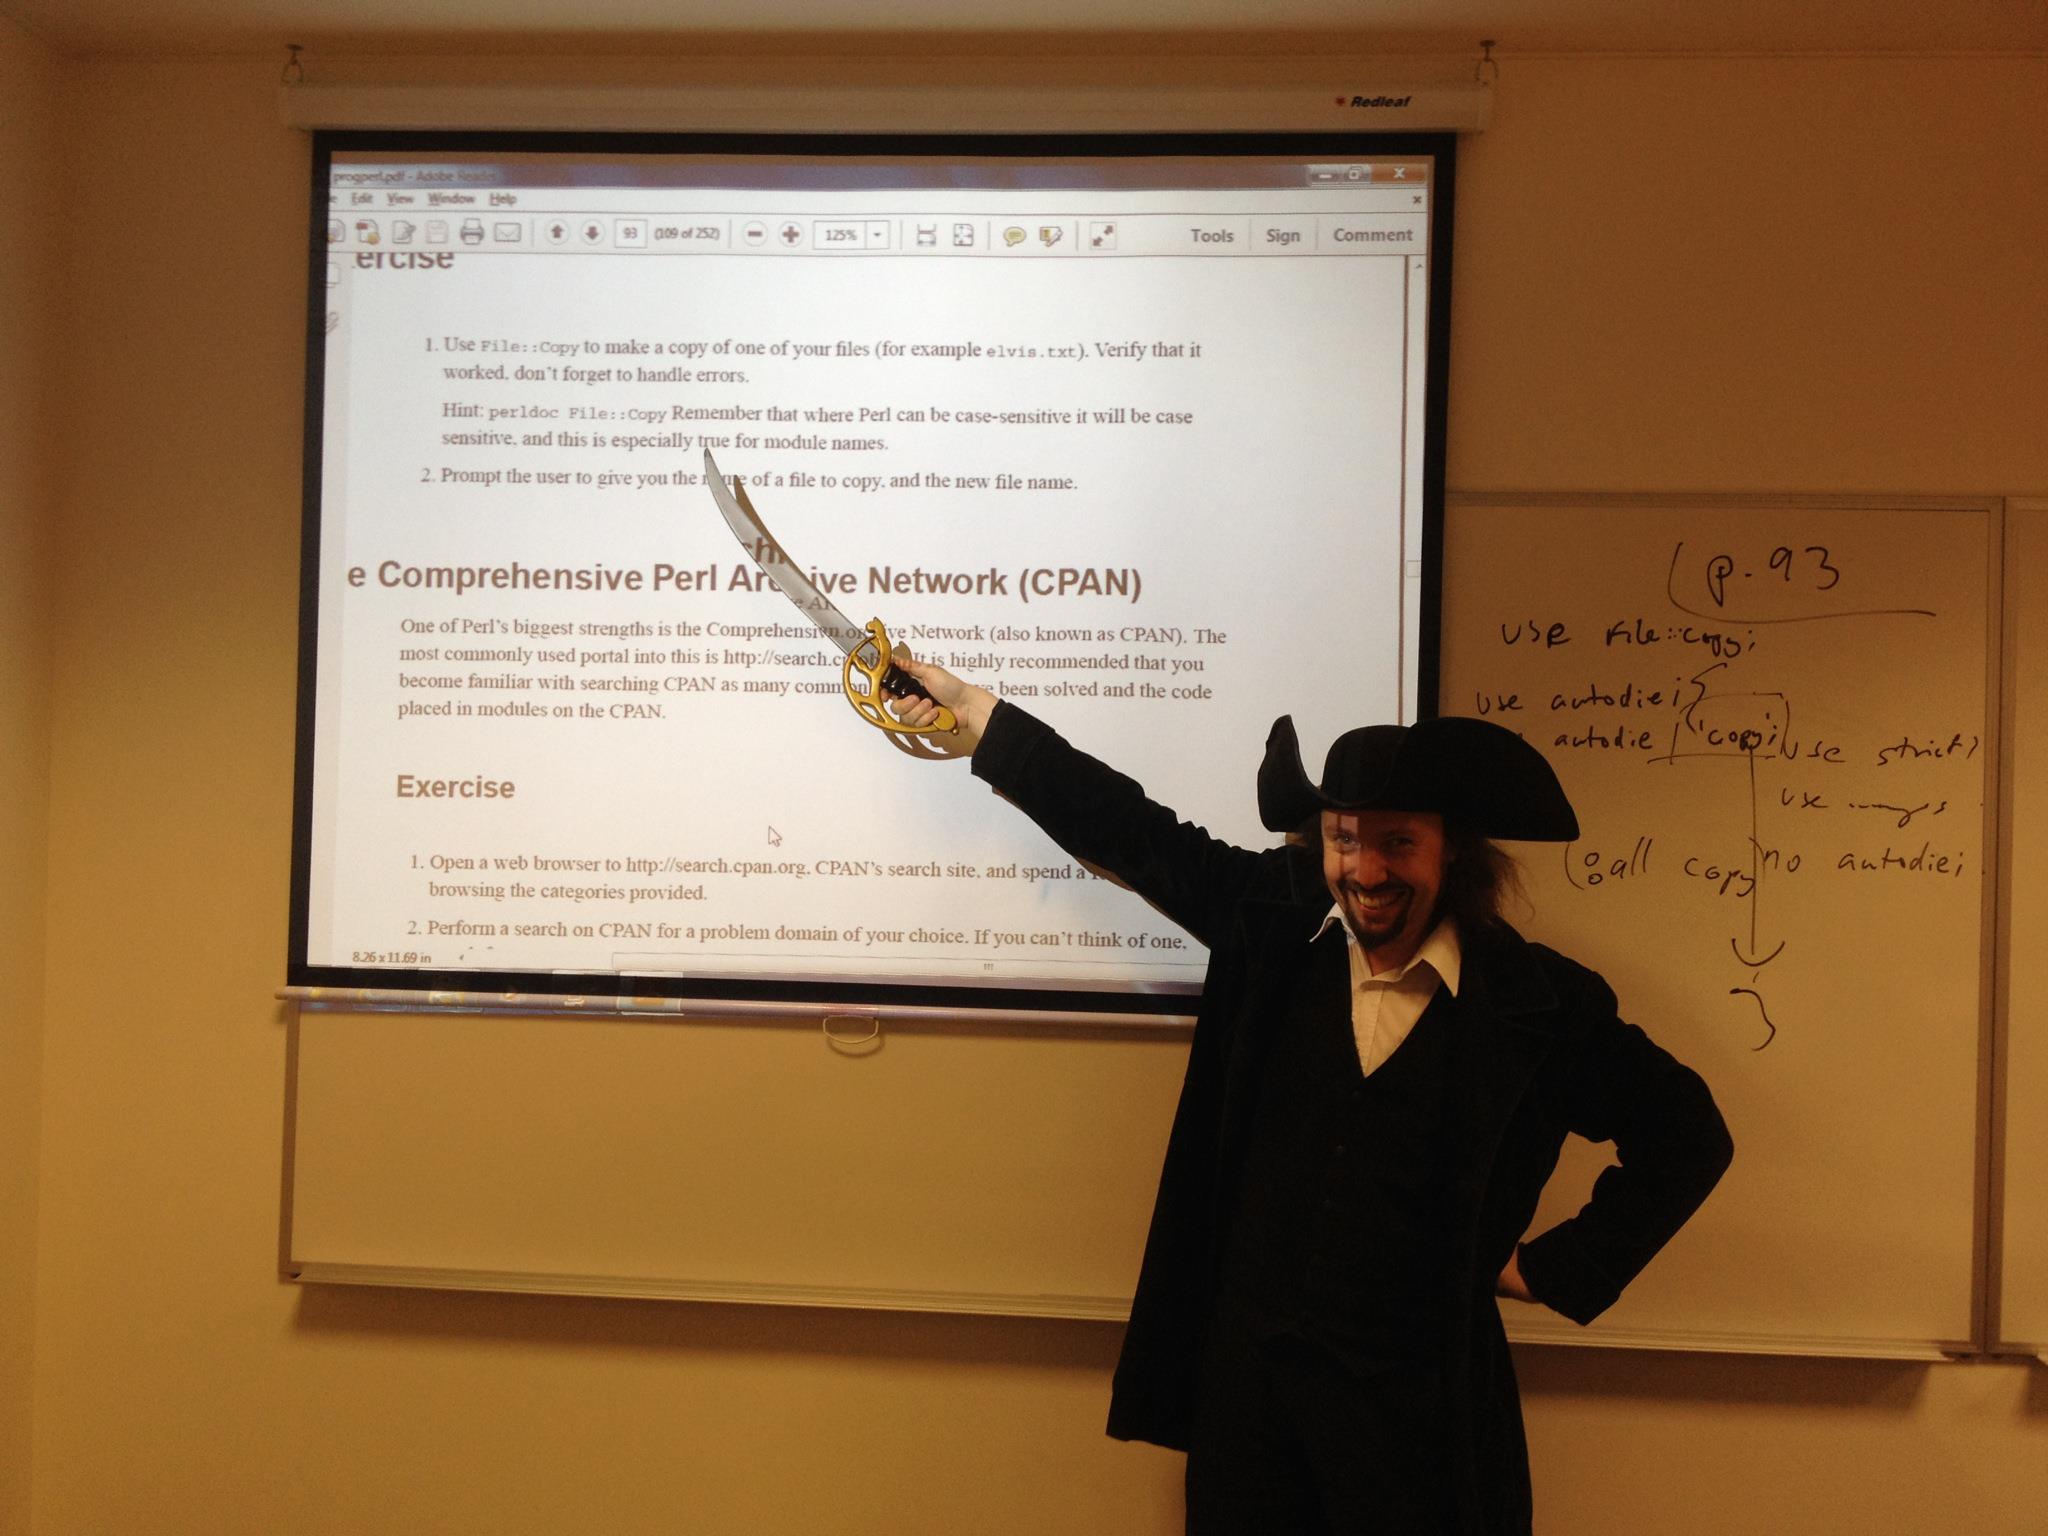 Redleaf
progperl.pdf - Adobe Reader
Edit View Window Help
93 (109 of 252) 125% Tools Sign Comment
ercise
1. Use File::Copy to make a copy of one of your files (for example elvis.txt). Verify that it
worked, don't forget to handle errors.
Hint: perldoc File::Copy Remember that where Perl can be case-sensitive it will be case
sensitive, and this is especially true for module names.
2. Prompt the user to give you the of a file to copy, and the new file name.
e Comprehensive Perl Network (CPAN)
One of Perl's biggest strengths is the Network (also known as CPAN). The
most commonly used portal into this is It is highly recommended that you
become familiar with searching CPAN as many been solved and the code
placed in modules on the CPAN.
Exercise
1. Open a web browser to http://search.cpan.org, CPAN's search site, and spend a
browsing the categories provided.
2. Perform a search on CPAN for a problem domain of your choice. If you can't think of one,
8.26 x 11.69 in
p. 93
use File::Copy;
use autodie; {
autodie 'copy';
use strict;
use
:all copy
no autodie;
}